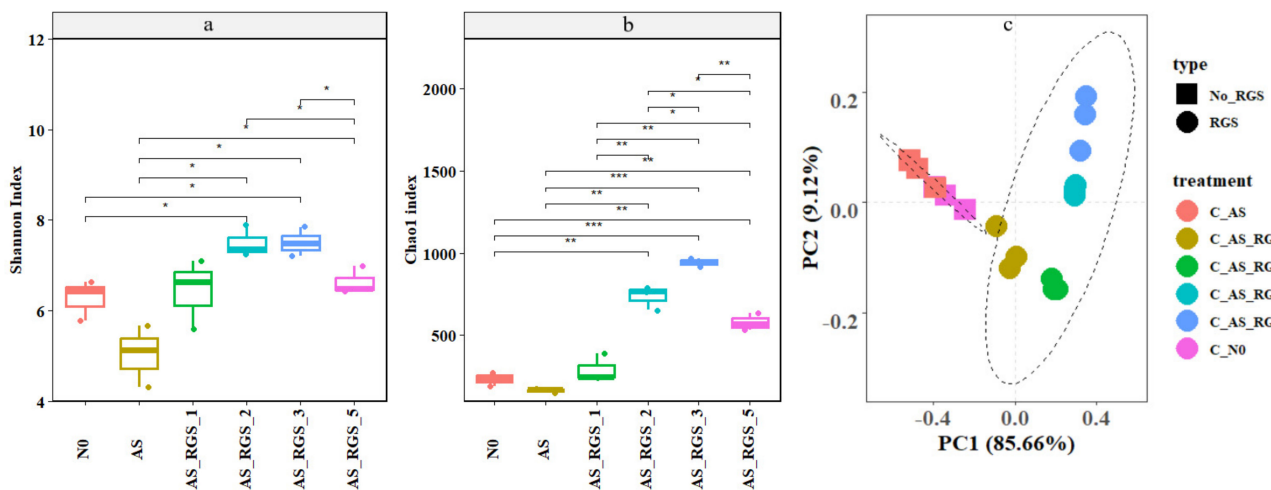 a
Shannon Index
12
10
8
6
4
*
*
*
*
*
*
*
*
N0
AS
AS_RGS_1
AS_RGS_2
AS_RGS_3
AS_RGS_5
b
Chao1 index
2000
1500
1000
500
**
*
*
*
**
**
**
***
**
**
***
**
N0
AS
AS_RGS_1
AS_RGS_2
AS_RGS_3
AS_RGS_5
c
PC2 (9.12%)
0.2
0.0
-0.2
-0.4
0.0
0.4
PC1 (85.66%)
type
No_RGS
RGS
treatment
C_AS
C_AS_RG
C_AS_RG
C_AS_RG
C_AS_RG
C_N0